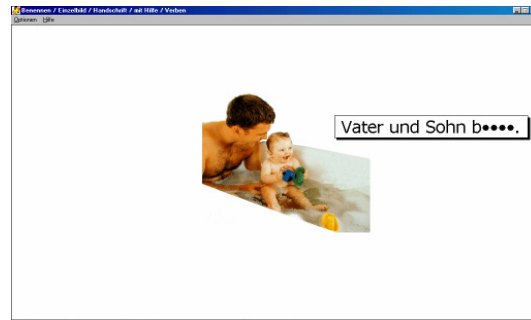 Benennen / Einzelbild / Handschrift / mit Hilfe / Verben
Optionen Hilfe
Vater und Sohn b●●●●.